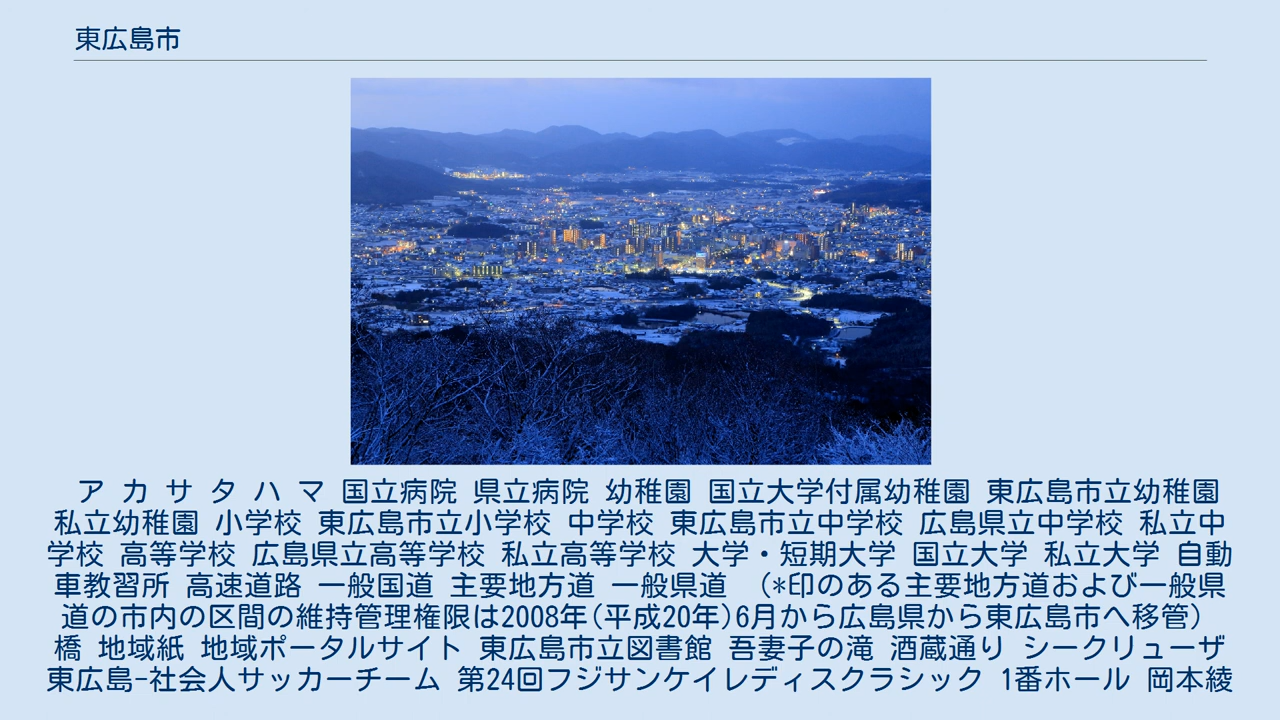 東広島市
ア カ サ タ ハ マ 国立病院 県立病院 幼稚園 国立大学付属幼稚園 東広島市立幼稚園
私立幼稚園 小学校 東広島市立小学校 中学校 東広島市立中学校 広島県立中学校 私立中
学校 高等学校 広島県立高等学校 私立高等学校 大学・短期大学 国立大学 私立大学 自動
車教習所 高速道路 一般国道 主要地方道 一般県道 （*印のある主要地方道および一般県
道の市内の区間の維持管理権限は2008年(平成20年)6月から広島県から東広島市へ移管）
橋 地域紙 地域ポータルサイト 東広島市立図書館 吾妻子の滝 酒蔵通り シークリューザ
東広島-社会人サッカーチーム 第24回フジサンケイレディスクラシック 1番ホール 岡本綾